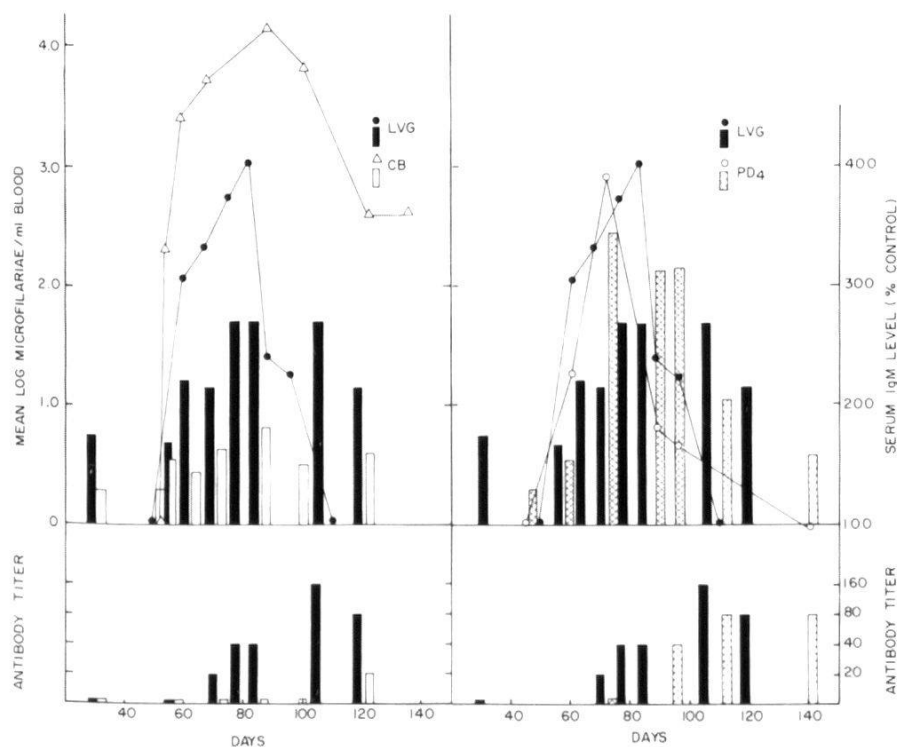 4.0
3.0
2.0
1.0
0
MEAN LOG MICROFILARIAE/ml BLOOD
LVG
CB
LVG
PD4
400
300
200
100
SERUM IgM LEVEL (% CONTROL)
ANTIBODY TITER
160
80
40
20
ANTIBODY TITER
40 60 80 100 120 140
DAYS
40 60 80 100 120 140
DAYS